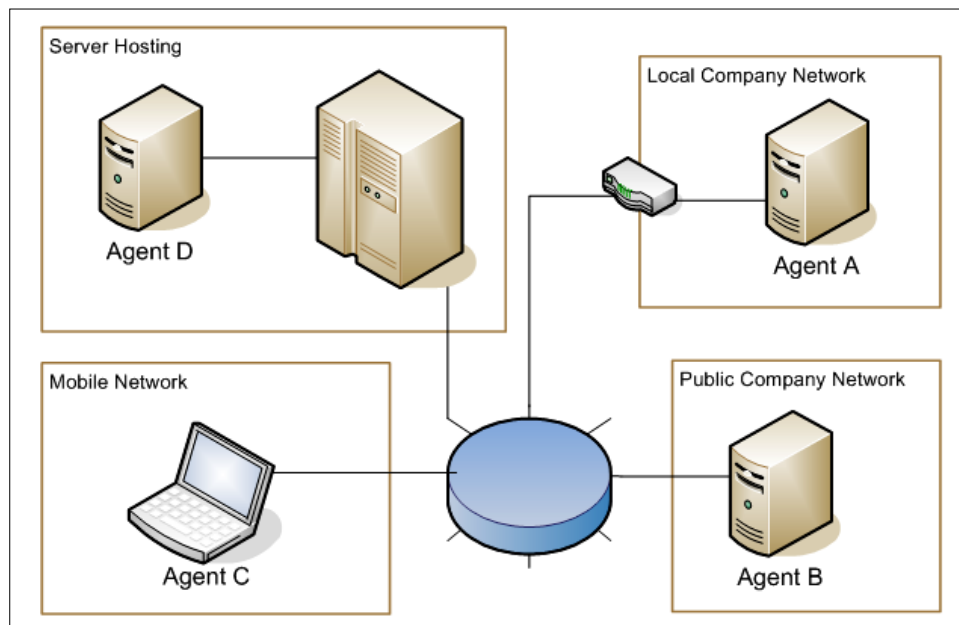 Server Hosting
Agent D
Local Company Network
Agent A
Mobile Network
Agent C
Public Company Network
Agent B